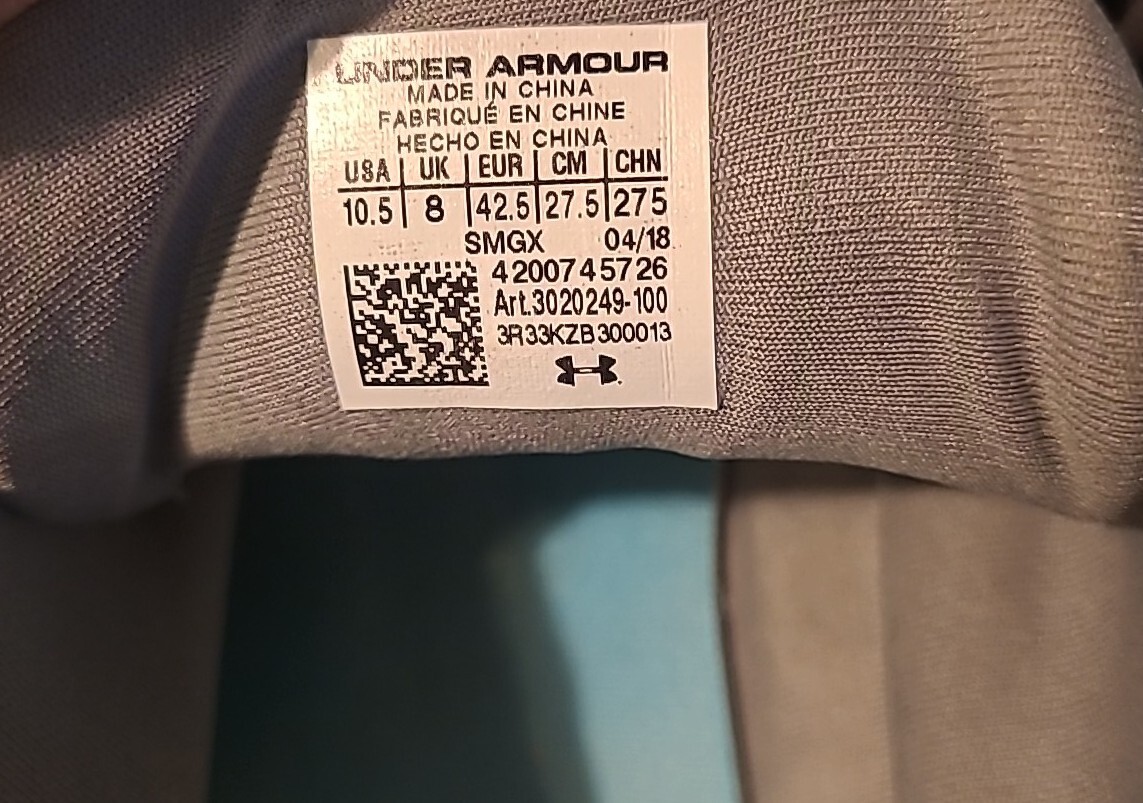 UNDER ARMOUR
MADE IN CHINA
FABRIQUÉ EN CHINE
HECHO EN CHINA
USA | UK | EUR | CM | CHN
10.5 | 8 | 42.5 | 27.5 | 275
SMGX 04/18
4200745726
Art.3020249-100
3R33KZB300013